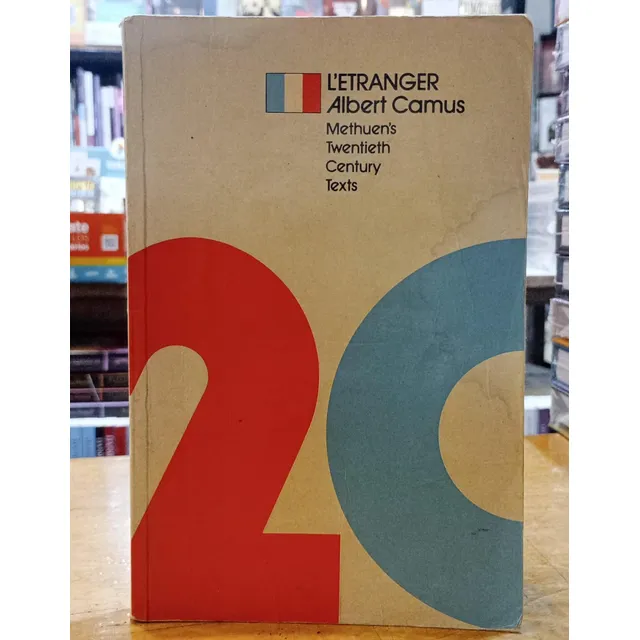 L'ETRANGER
Albert Camus
Methuen's
Twentieth
Century
Texts
20